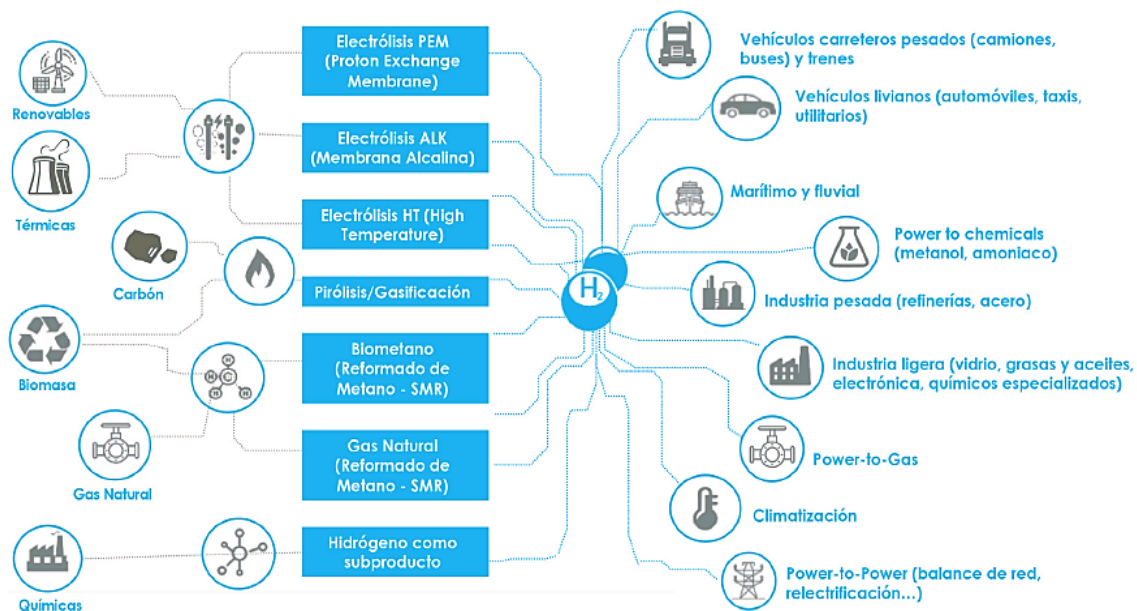 Renovables
Térmicas
Carbón
Biomasa
Gas Natural
Químicas
Electrólisis PEM
(Proton Exchange
Membrane)
Electrólisis ALK
(Membrana Alcalina)
Electrólisis HT (High
Temperature)
Pirólisis/Gasificación
Biometano
(Reformado de
Metano - SMR)
Gas Natural
(Reformado de
Metano - SMR)
Hidrógeno como
subproducto
H
C
H
H
H
H2
Vehículos carreteros pesados (camiones,
buses) y trenes
Vehículos livianos (automóviles, taxis,
utilitarios)
Marítimo y fluvial
Power to chemicals
(metanol, amoniaco)
Industria pesada (refinerías, acero)
Industria ligera (vidrio, grasas y aceites,
electrónica, químicos especializados)
Power-to-Gas
Climatización
Power-to-Power (balance de red,
relectrificación...)